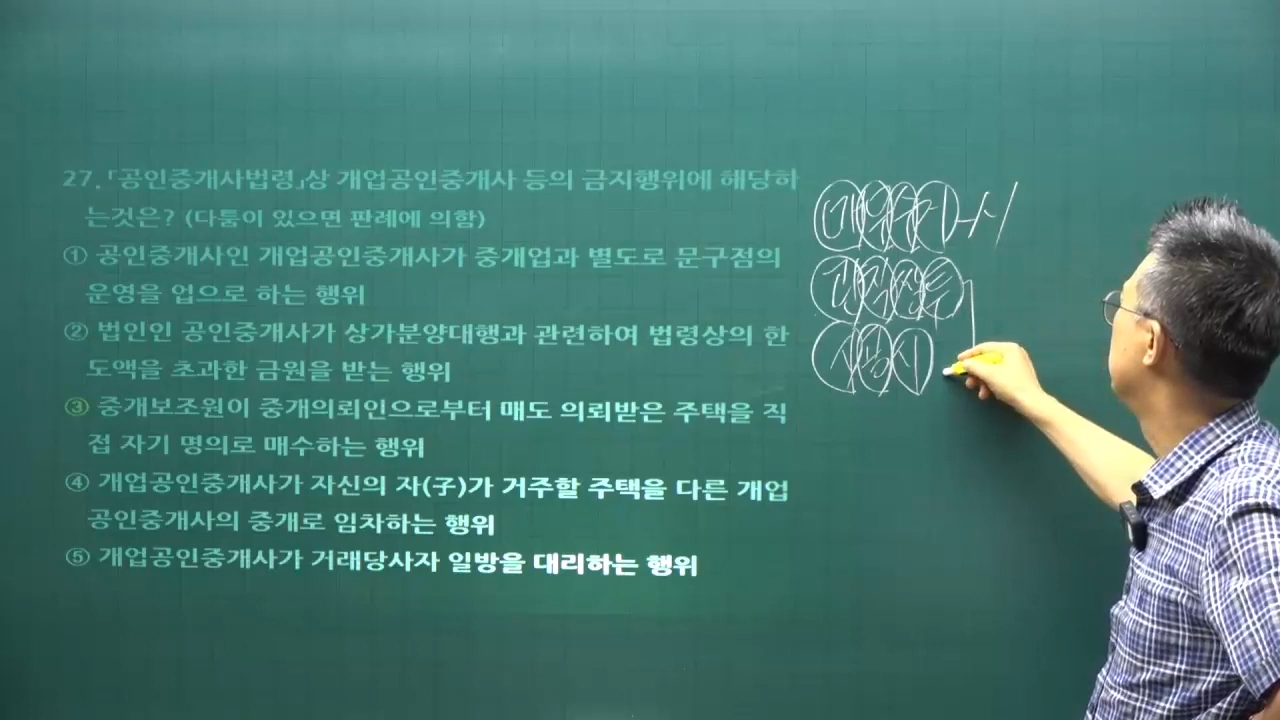 27. 「공인중개사법령」상 개업공인중개사 등의 금지행위에 해당하
는것은? (다툼이 있으면 판례에 의함)
① 공인중개사인 개업공인중개사가 중개업과 별도로 문구점의
운영을 업으로 하는 행위
② 법인인 공인중개사가 상가분양대행과 관련하여 법령상의 한
도액을 초과한 금원을 받는 행위
③ 중개보조원이 중개의뢰인으로부터 매도 의뢰받은 주택을 직
접 자기 명의로 매수하는 행위
④ 개업공인중개사가 자신의 자(子)가 거주할 주택을 다른 개업
공인중개사의 중개로 임차하는 행위
⑤ 개업공인중개사가 거래당사자 일방을 대리하는 행위
관직쌍투